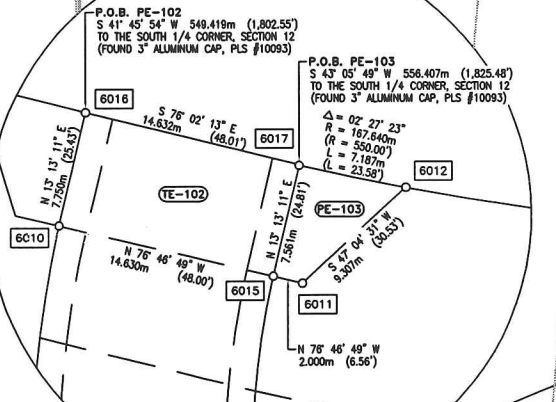 P.O.B. PE-102
S 41° 45' 54" W 549.419m (1,802.55')
TO THE SOUTH 1/4 CORNER, SECTION 12
(FOUND 3" ALUMINUM CAP, PLS #10093)
P.O.B. PE-103
S 43° 05' 49" W 556.407m (1,825.48')
TO THE SOUTH 1/4 CORNER, SECTION 12
(FOUND 3" ALUMINUM CAP, PLS #10093)
6016
S 76° 02' 13" E
14.632m (48.01')
6017
Δ = 02° 27' 23"
R = 167.640m
(R = 550.00')
L = 7.187m
(L = 23.58')
6012
N 13° 13' 11" E
7.750m (25.43')
TE-102
N 13° 13' 11" E
7.561m (24.81')
PE-103
S 47° 04' 31" W
9.307m (30.53')
6010
N 76° 46' 49" W
14.630m (48.00')
6015
6011
N 76° 46' 49" W
2.000m (6.56')